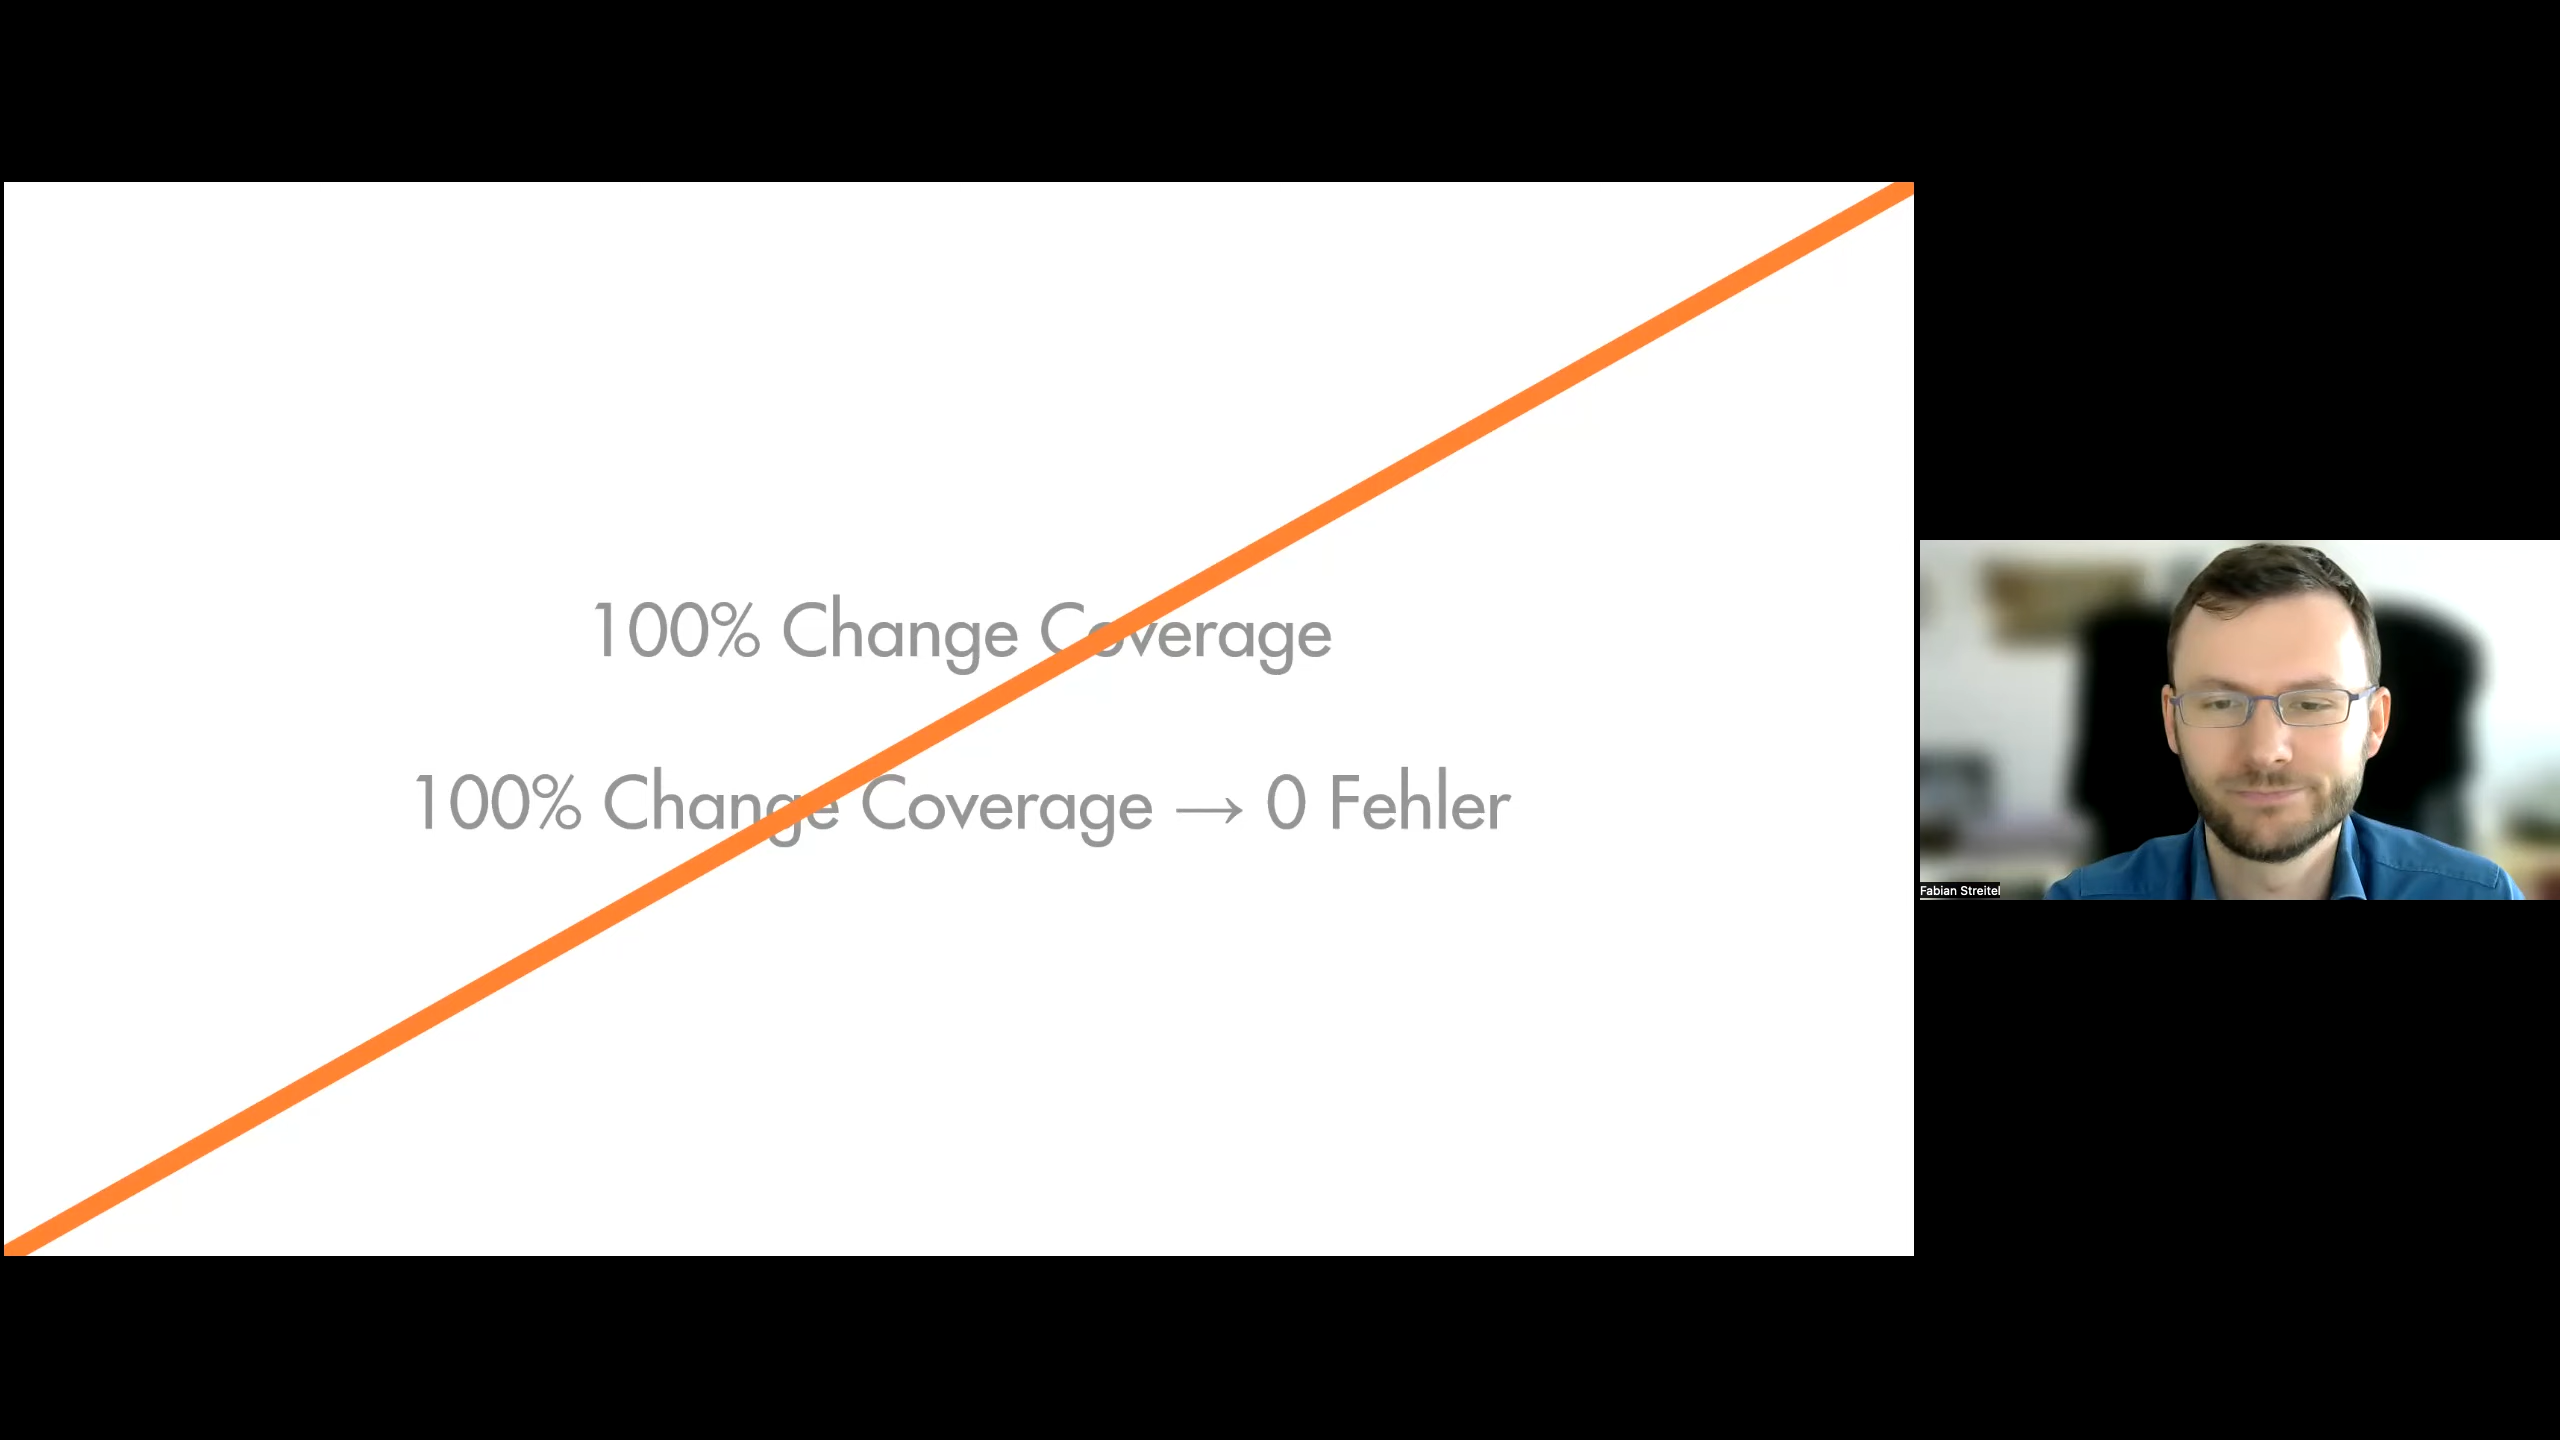 100% Change Coverage
100% Change Coverage → 0 Fehler
Fabian Streitel